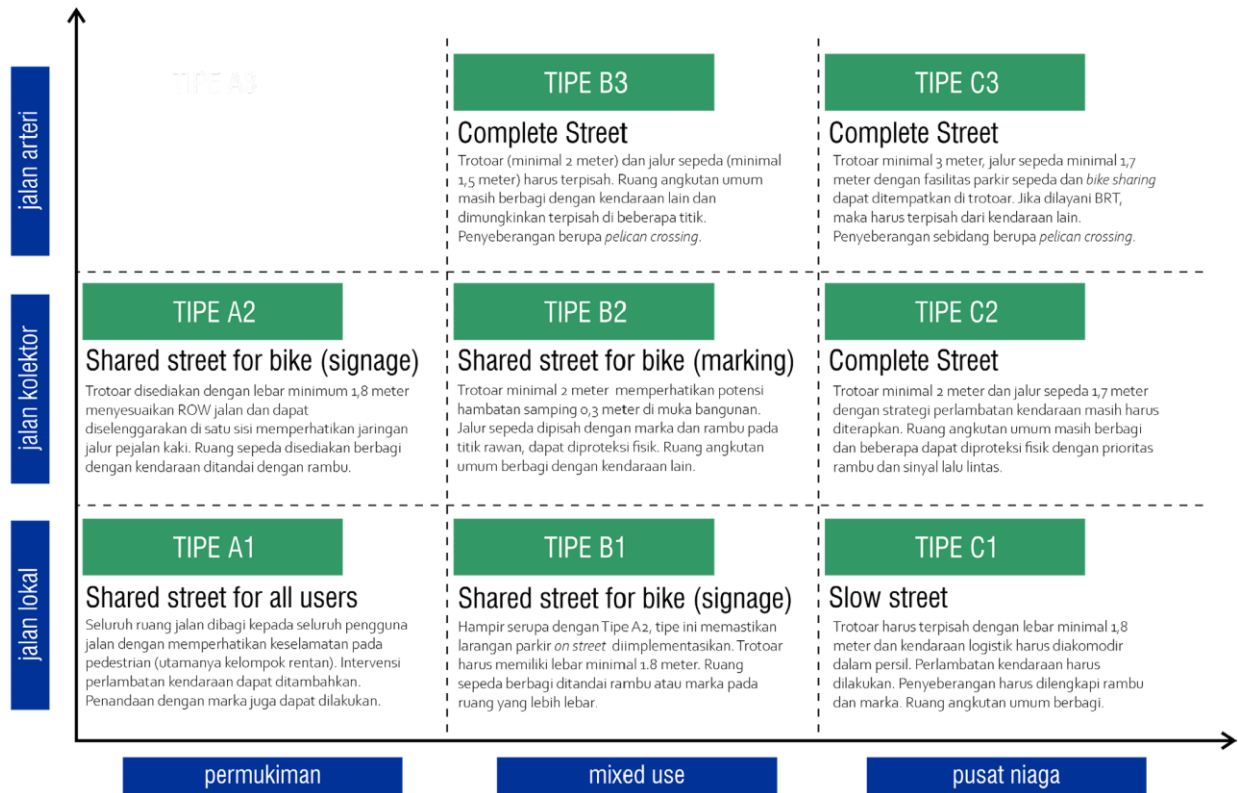 jalan arteri
TIPE A3
TIPE B3
Complete Street
Trotoar (minimal 2 meter) dan jalur sepeda (minimal
1,5 meter) harus terpisah. Ruang angkutan umum
masih berbagi dengan kendaraan lain dan
dimungkinkan terpisah di beberapa titik.
Penyeberangan berupa pelican crossing.
TIPE C3
Complete Street
Trotoar minimal 3 meter, jalur sepeda minimal 1,7
meter dengan fasilitas parkir sepeda dan bike sharing
dapat ditempatkan di trotoar. Jika dilayani BRT,
maka harus terpisah dari kendaraan lain.
Penyeberangan sebidang berupa pelican crossing.
jalan kolektor
TIPE A2
Shared street for bike (signage)
Trotoar disediakan dengan lebar minimum 1,8 meter
menyesuaikan ROW jalan dan dapat
diselenggarakan di satu sisi memperhatikan jaringan
jalur pejalan kaki. Ruang sepeda disediakan berbagi
dengan kendaraan ditandai dengan rambu.
TIPE B2
Shared street for bike (marking)
Trotoar minimal 2 meter memperhatikan potensi
hambatan samping 0,3 meter di muka bangunan.
Jalur sepeda dipisah dengan marka dan rambu pada
titik rawan, dapat diproteksi fisik. Ruang angkutan
umum berbagi dengan kendaraan lain.
TIPE C2
Complete Street
Trotoar minimal 2 meter dan jalur sepeda 1,7 meter
dengan strategi perlambatan kendaraan masih harus
diterapkan. Ruang angkutan umum masih berbagi
dan beberapa dapat diproteksi fisik dengan prioritas
rambu dan sinyal lalu lintas.
jalan lokal
TIPE A1
Shared street for all users
Seluruh ruang jalan dibagi kepada seluruh pengguna
jalan dengan memperhatikan keselamatan pada
pedestrian (utamanya kelompok rentan). Intervensi
perlambatan kendaraan dapat ditambahkan.
Penandaan dengan marka juga dapat dilakukan.
TIPE B1
Shared street for bike (signage)
Hampir serupa dengan Tipe A2, tipe ini memastikan
larangan parkir on street diimplementasikan. Trotoar
harus memiliki lebar minimal 1.8 meter. Ruang
sepeda berbagi ditandai rambu atau marka pada
ruang yang lebih lebar.
TIPE C1
Slow street
Trotoar harus terpisah dengan lebar minimal 1,8
meter dan kendaraan logistik harus diakomodir
dalam persil. Perlambatan kendaraan harus
dilakukan. Penyeberangan harus dilengkapi rambu
dan marka. Ruang angkutan umum berbagi.
permukiman
mixed use
pusat niaga